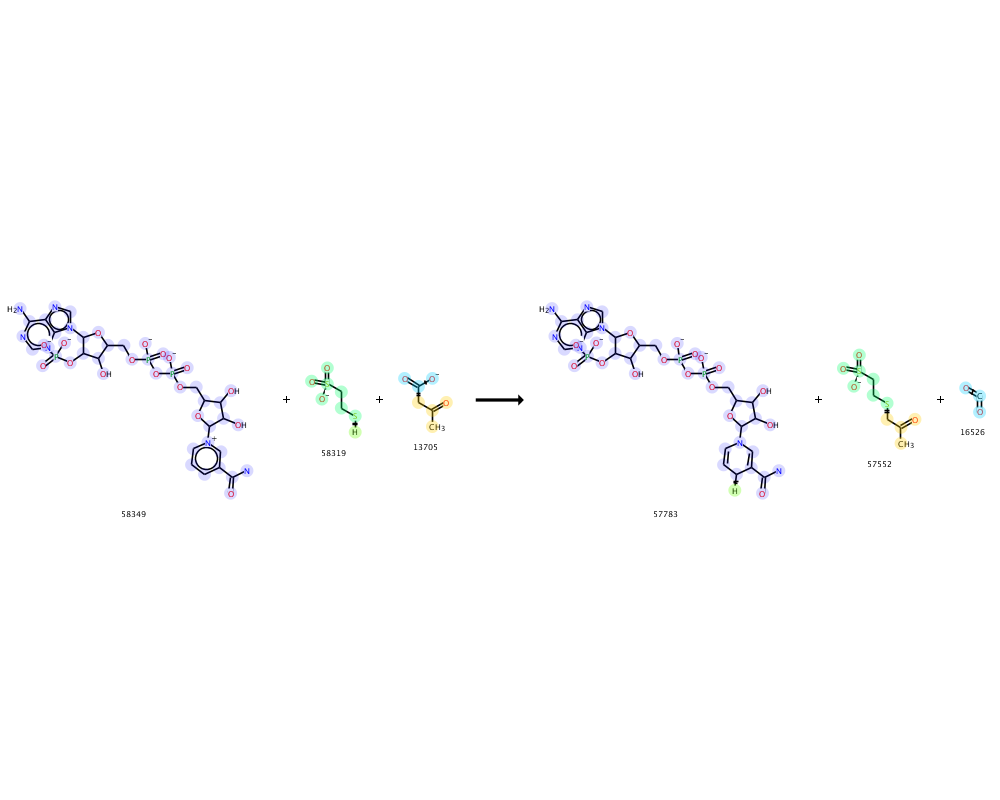 H2N N N N N O O O⁻ O⁻ O⁻ O O⁻ O O OH O O O⁻ O O⁻ O O OH OH O N⁺ N O
58349
+
O O O⁻ S S H
58319
+
O O⁻ O CH3
13705
H2N N N N N O O O⁻ O⁻ O⁻ O O⁻ O O OH O O O⁻ O O⁻ O O OH OH O N N O H
57783
+
O O O⁻ S S O CH3
57552
+
O C O
16526